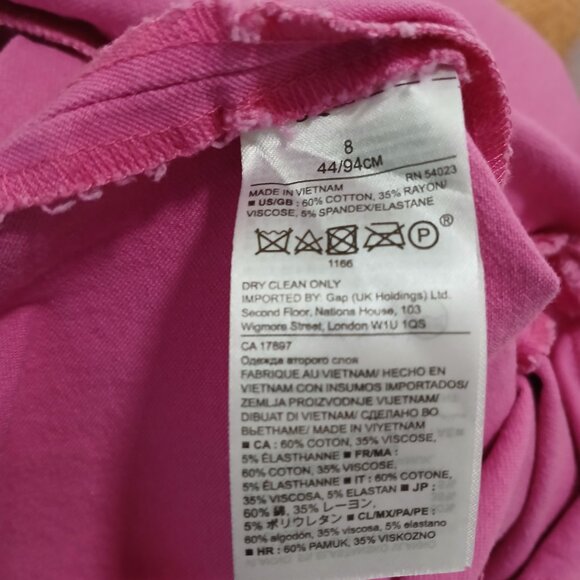 8
44/94CM
RN 54023
MADE IN VIETNAM
■ US/GB: 60% COTTON, 35% RAYON/
VISCOSE, 5% SPANDEX/ELASTANE
P ®
1166
DRY CLEAN ONLY
IMPORTED BY: Gap (UK Holdings) Ltd.
Second Floor, Nations House, 103
Wigmore Street, London W1U 1QS
CA 17897
Одежда второго слоя
FABRIQUÉ AU VIETNAM/ HECHO EN
VIETNAM CON INSUMOS IMPORTADOS/
ZEMLJA PROIZVODNJE VIJETNAM/
DIBUAT DI VIETNAM/ СДЕЛАНО ВО
ВЬЕТНАМЕ/ MADE IN VIYETNAM
■ CA : 60% COTON, 35% VISCOSE,
5% ÉLASTHANNE ■ FR/MA :
60% COTON, 35% VISCOSE,
5% ÉLASTHANNE ■ IT : 60% COTONE,
35% VISCOSA, 5% ELASTAN ■ JP :
60% 綿, 35% レーヨン,
5% ポリウレタン ■ CL/MX/PA/PE :
60% algodón, 35% viscosa, 5% elastano
■ HR : 60% PAMUK, 35% VISKOZNO